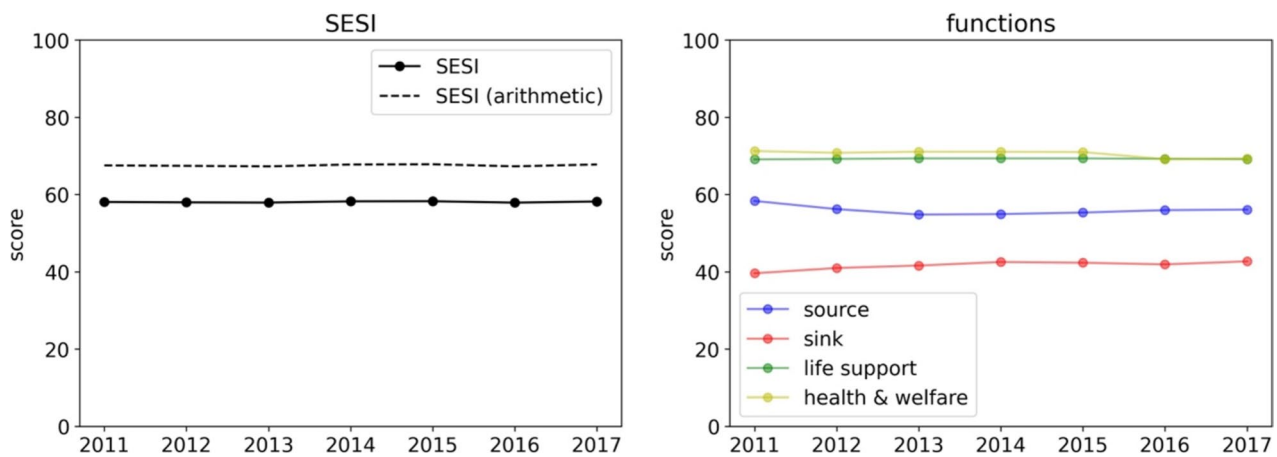 SESI
100
80
60
40
20
0
score
SESI
SESI (arithmetic)
2011 2012 2013 2014 2015 2016 2017
functions
100
80
60
40
20
0
score
source
sink
life support
health & welfare
2011 2012 2013 2014 2015 2016 2017